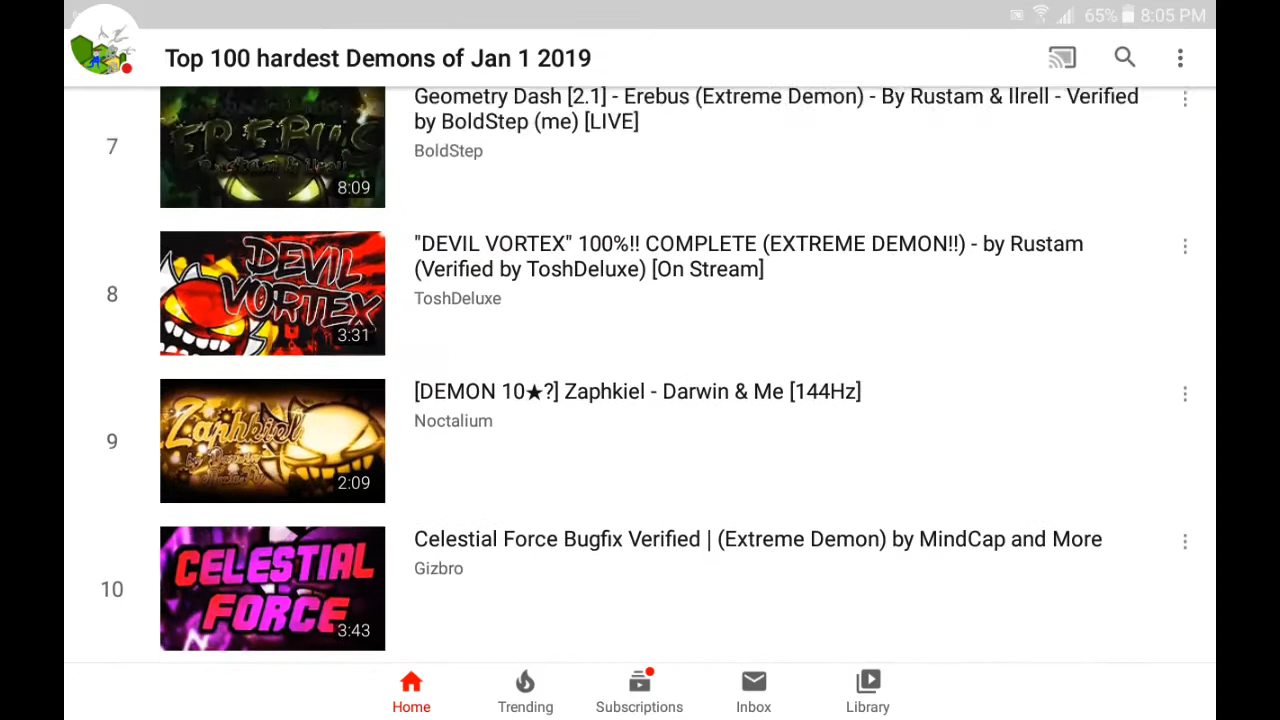 65% 8:05 PM
Top 100 hardest Demons of Jan 1 2019
7
EREBUS
8:09
Geometry Dash [2.1] - Erebus (Extreme Demon) - By Rustam & Ilrell - Verified
by BoldStep (me) [LIVE]
BoldStep
8
DEVIL
VORTEX
3:31
"DEVIL VORTEX" 100%!! COMPLETE (EXTREME DEMON!!) - by Rustam
(Verified by ToshDeluxe) [On Stream]
ToshDeluxe
9
Zaphkiel
2:09
[DEMON 10★?] Zaphkiel - Darwin & Me [144Hz]
Noctalium
10
CELESTIAL
FORCE
3:43
Celestial Force Bugfix Verified | (Extreme Demon) by MindCap and More
Gizbro
Home Trending Subscriptions Inbox Library